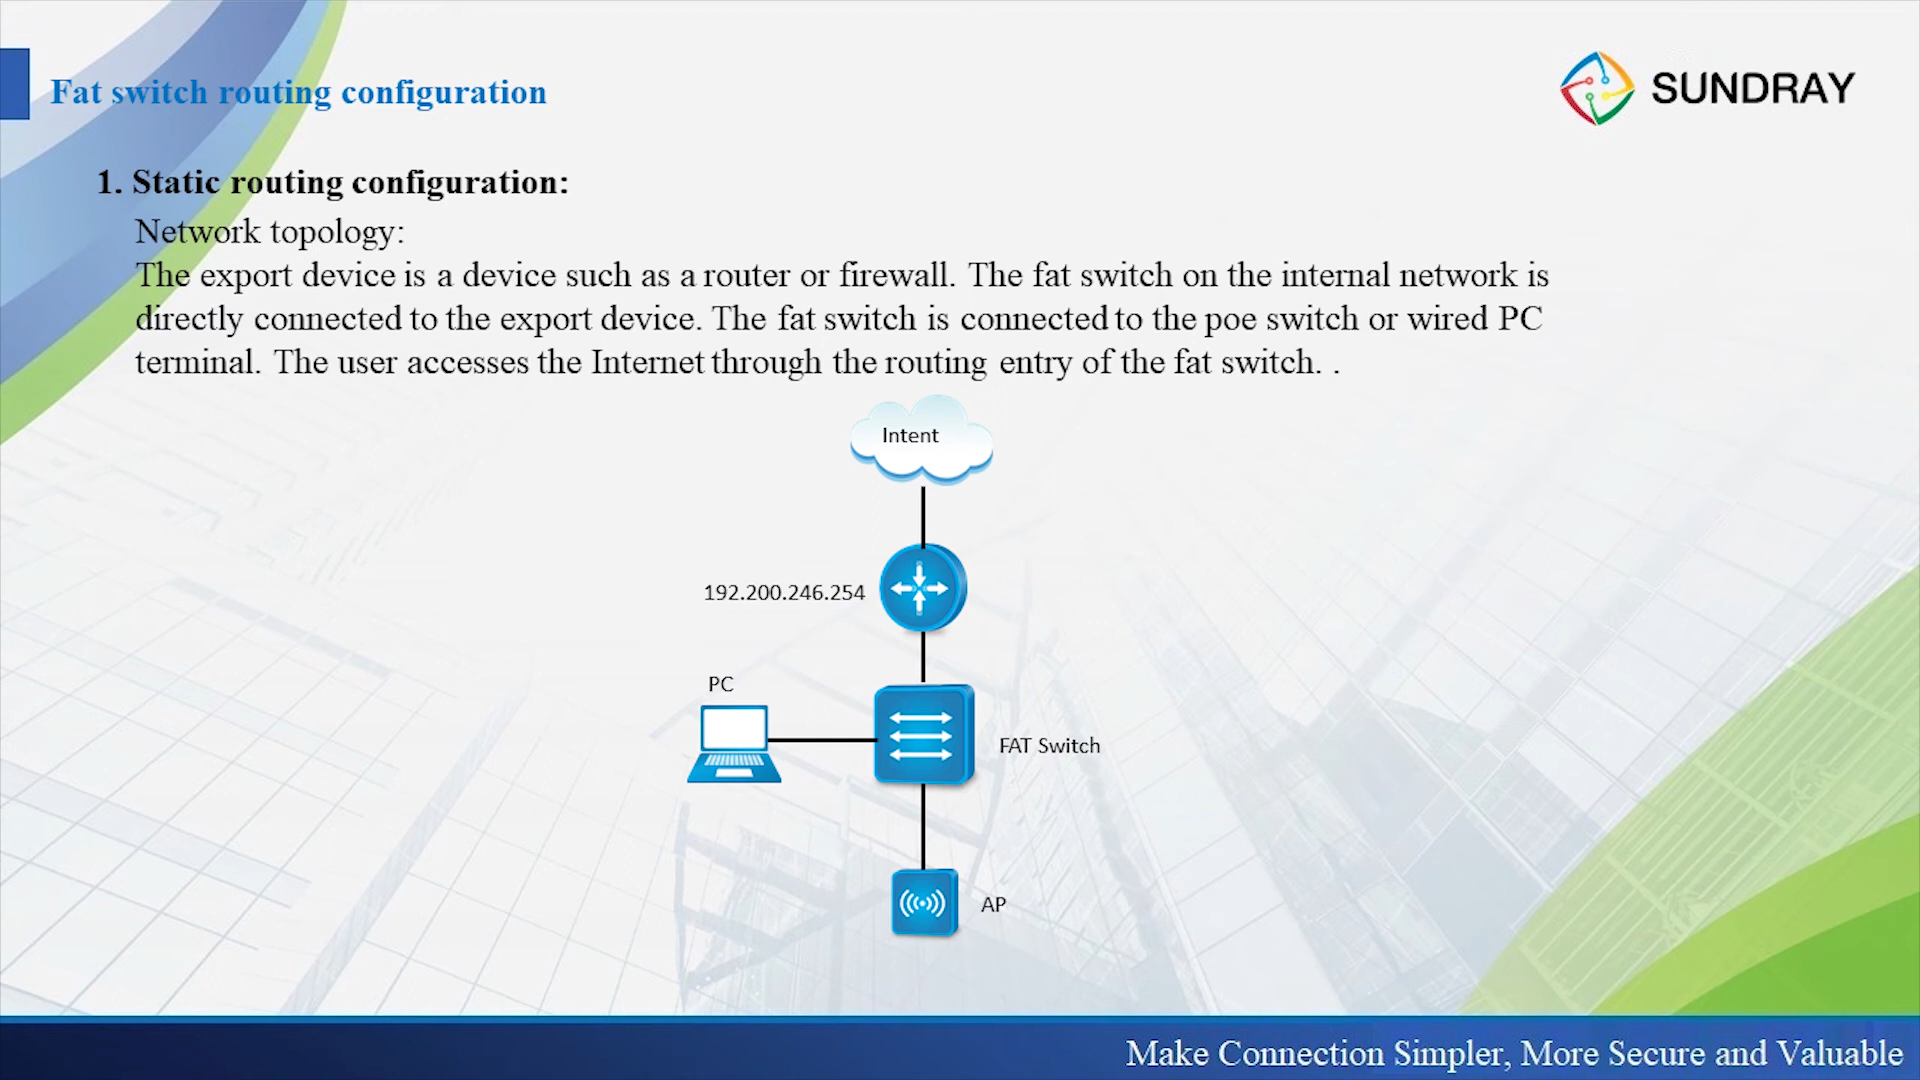 Fat switch routing configuration
SUNDRAY
1. Static routing configuration:
Network topology:
The export device is a device such as a router or firewall. The fat switch on the internal network is
directly connected to the export device. The fat switch is connected to the poe switch or wired PC
terminal. The user accesses the Internet through the routing entry of the fat switch. .
Intent
192.200.246.254
PC
FAT Switch
AP
Make Connection Simpler, More Secure and Valuable